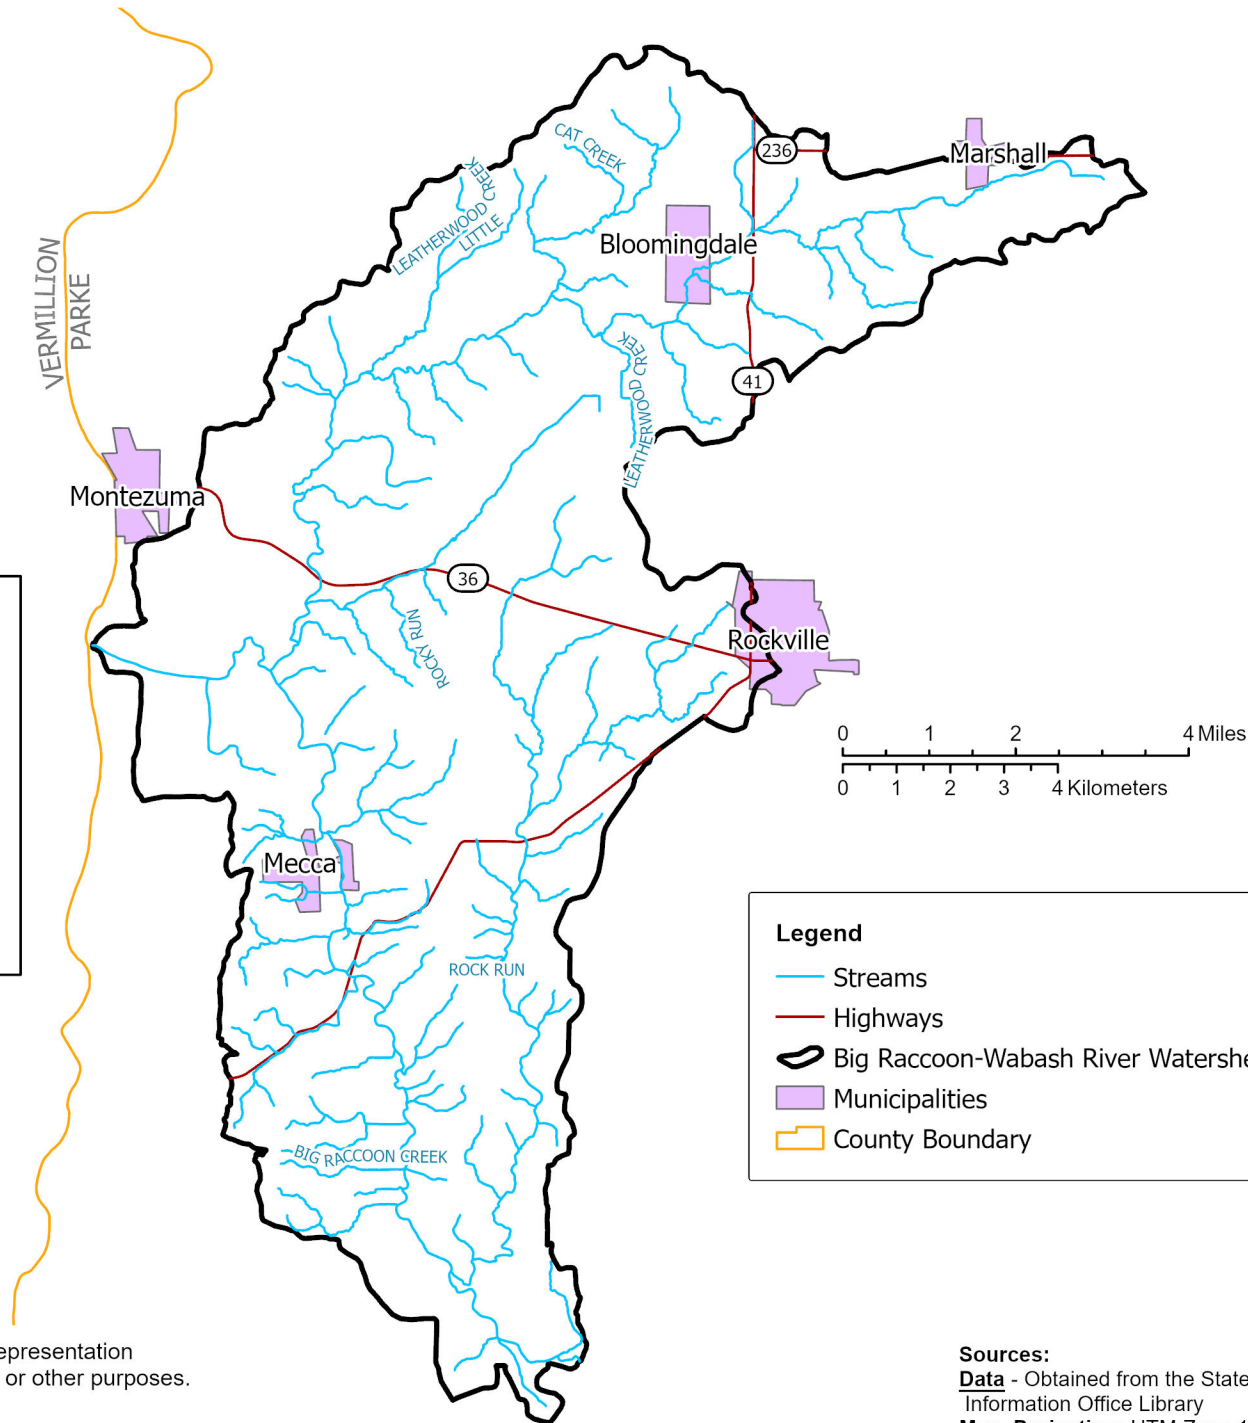 CAT CREEK
236
Marshall
LEATHERWOOD CREEK
LITTLE
Bloomingdale
VERMILLION
PARKE
41
LEATHERWOOD CREEK
Montezuma
36
ROCKY RUN
Rockville
0 1 2 4 Miles
0 1 2 3 4 Kilometers
Mecca
ROCK RUN
Legend
Streams
Highways
Big Raccoon-Wabash River Watershe
Municipalities
County Boundary
BIG RACCOON CREEK
epresentation
or other purposes.
Sources:
Data - Obtained from the State
Information Office Library